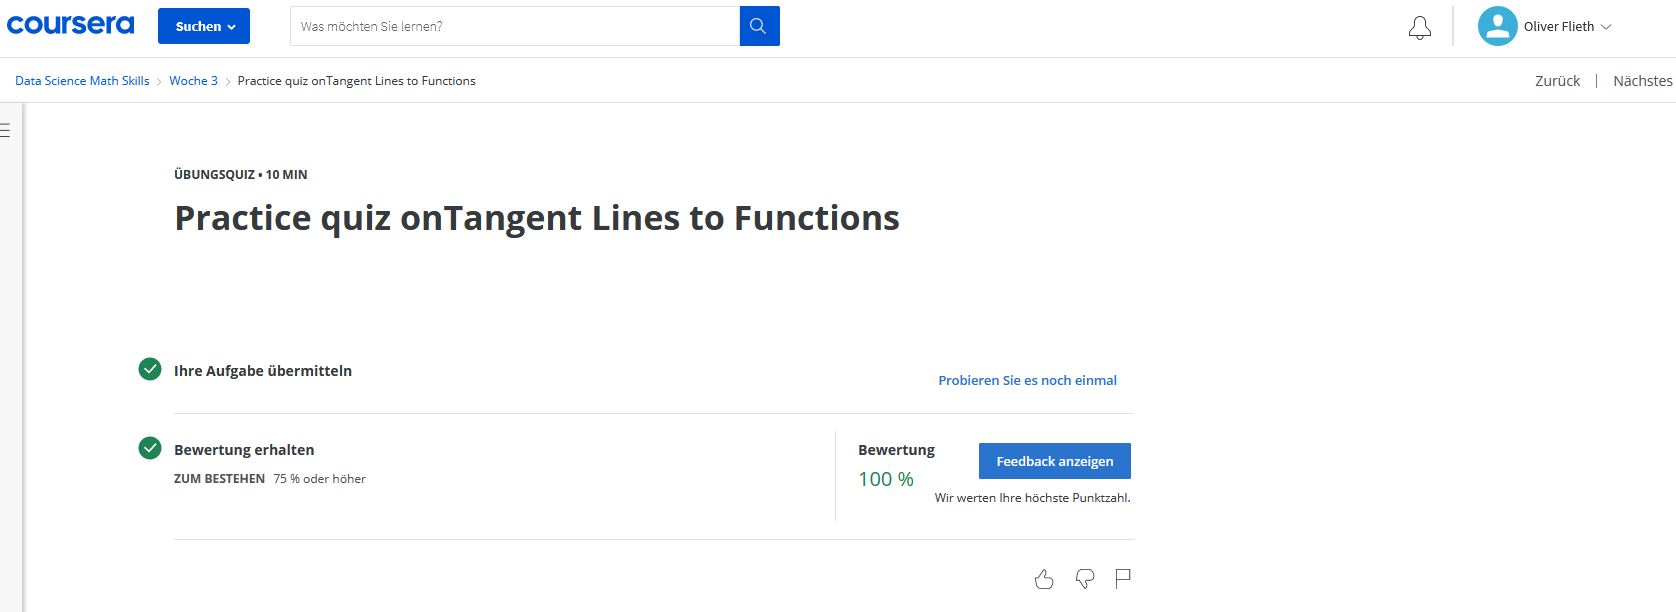 coursera
Suchen
Was möchten Sie lernen?
Oliver Flieth
Data Science Math Skills > Woche 3 > Practice quiz onTangent Lines to Functions
Zurück | Nächstes
ÜBUNGSQUIZ • 10 MIN
Practice quiz onTangent Lines to Functions
Ihre Aufgabe übermitteln
Probieren Sie es noch einmal
Bewertung erhalten
ZUM BESTEHEN 75 % oder höher
Bewertung
100 %
Feedback anzeigen
Wir werten Ihre höchste Punktzahl.